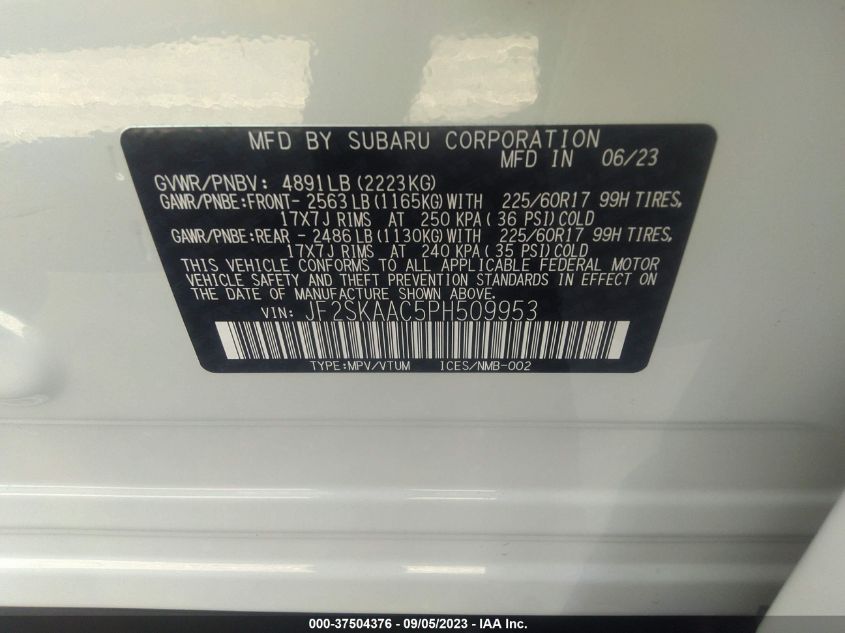 MFD BY SUBARU CORPORATION
MFD IN 06/23
GVWR/PNBV: 4891LB(2223KG)
GAWR/PNBE:FRONT- 2563LB(1165KG)WITH 225/60R17 99H TIRES,
17X7J RIMS AT 250 KPA( 36 PSI)COLD
GAWR/PNBE:REAR - 2486LB(1130KG)WITH 225/60R17 99H TIRES,
17X7J RIMS AT 240 KPA( 35 PSI)COLD
THIS VEHICLE CONFORMS TO ALL APPLICABLE FEDERAL MOTOR
VEHICLE SAFETY AND THEFT PREVENTION STANDARDS IN EFFECT ON
THE DATE OF MANUFACTURE SHOWN ABOVE.
VIN: JF2SKAAC5PH509953
TYPE:MPV/VTUM ICES/NMB-002
000-37504376 - 09/05/2023 - IAA Inc.